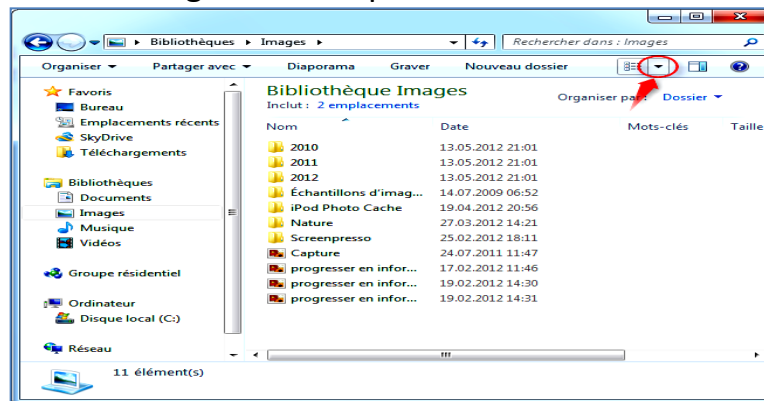 Bibliothèques Images Rechercher dans : Images
Organiser Partager avec Diaporama Graver Nouveau dossier
Favoris
Bureau
Emplacements récents
SkyDrive
Téléchargements
Bibliothèques
Documents
Images
Musique
Vidéos
Groupe résidentiel
Ordinateur
Disque local (C:)
Réseau
Bibliothèque Images
Inclut : 2 emplacements
Organiser par : Dossier
Nom Date Mots-clés Taille
2010 13.05.2012 21:01
2011 13.05.2012 21:01
2012 13.05.2012 21:01
Échantillons d'imag... 14.07.2009 06:52
iPod Photo Cache 19.04.2012 20:56
Nature 27.03.2012 14:21
Screenpresso 25.02.2012 18:11
Capture 24.07.2011 11:47
progresser en infor... 17.02.2012 11:46
progresser en infor... 19.02.2012 14:30
progresser en infor... 19.02.2012 14:31
11 élément(s)